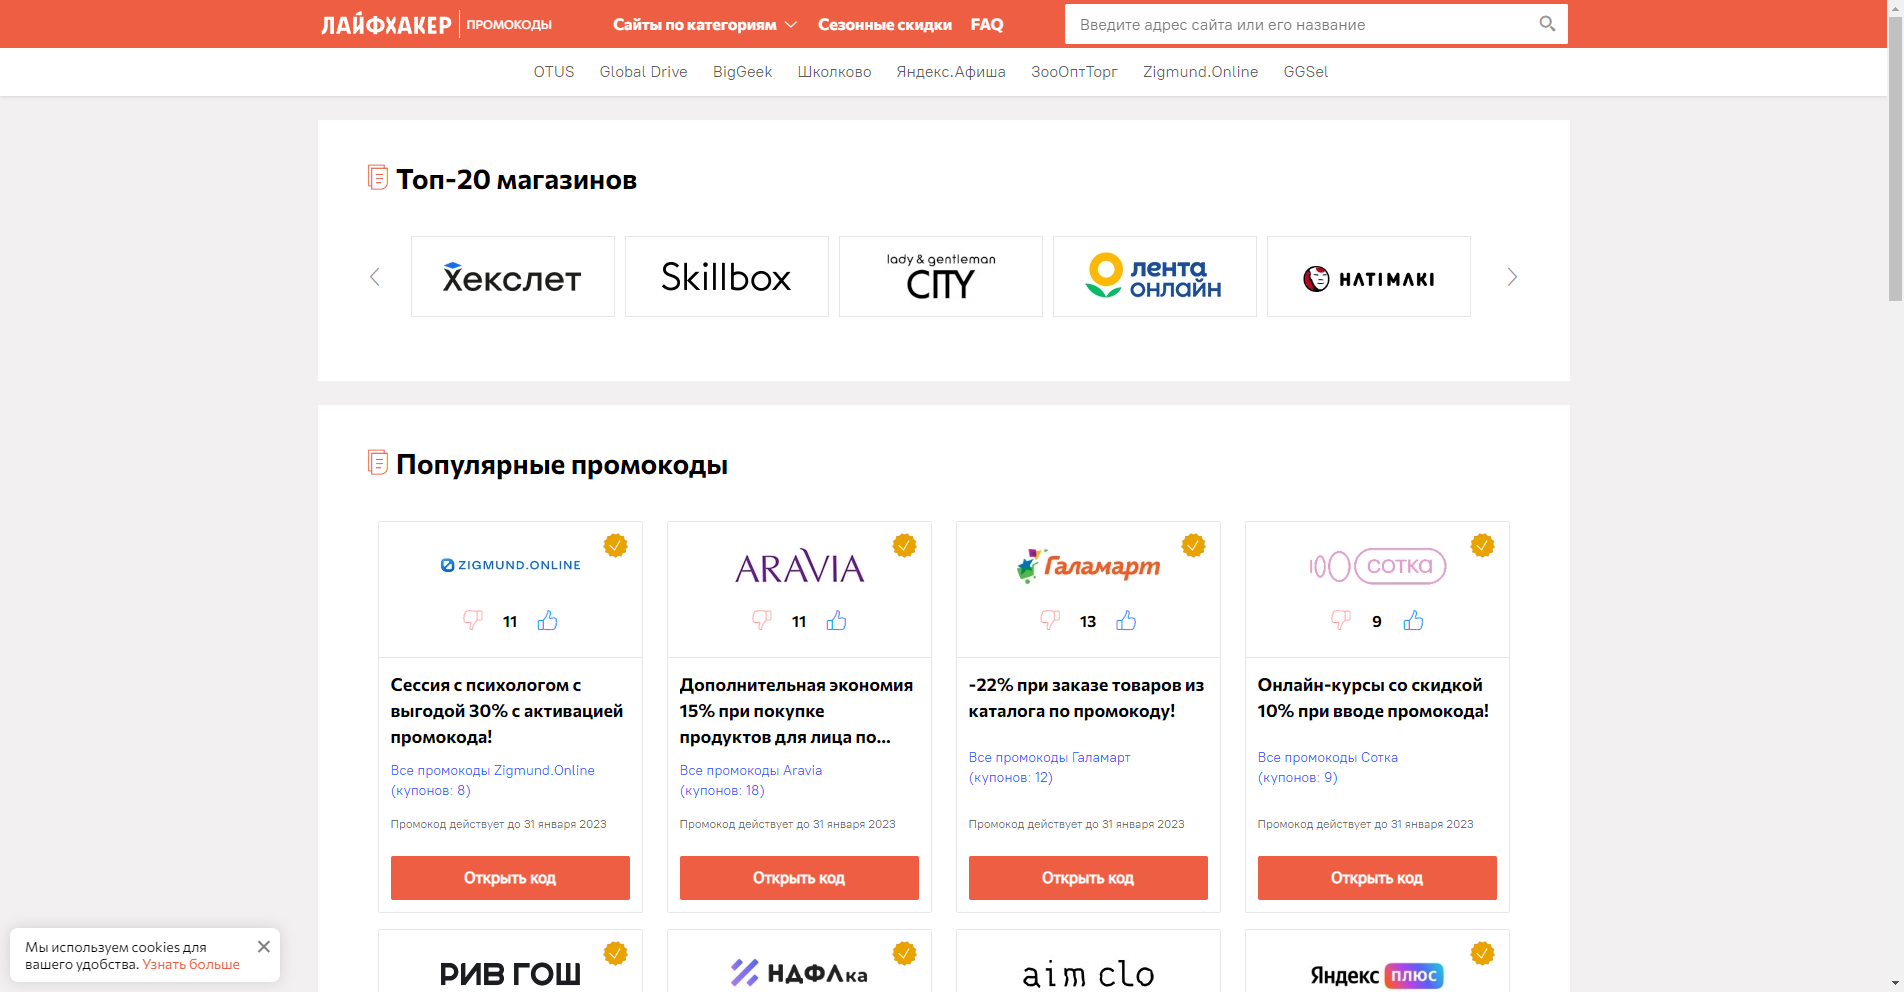 ЛАЙФХАКЕР ПРОМОКОДЫ Сайты по категориям Сезонные скидки FAQ Введите адрес сайта или его название
OTUS Global Drive BigGeek Школково Яндекс.Афиша ЗооОптТорг Zigmund.Online GGSel
Топ-20 магазинов
Хекслет
Skillbox
lady & gentleman
CITY
лента
онлайн
HATIMAKI
Популярные промокоды
ZIGMUND.ONLINE
11
Сессия с психологом с
выгодой 30% с активацией
промокода!
Все промокоды Zigmund.Online
(купонов: 8)
Промокод действует до 31 января 2023
Открыть код
ARAVIA
11
Дополнительная экономия
15% при покупке
продуктов для лица по...
Все промокоды Aravia
(купонов: 18)
Промокод действует до 31 января 2023
Открыть код
Галамарт
13
-22% при заказе товаров из
каталога по промокоду!
Все промокоды Галамарт
(купонов: 12)
Промокод действует до 31 января 2023
Открыть код
сотка
9
Онлайн-курсы со скидкой
10% при вводе промокода!
Все промокоды Сотка
(купонов: 9)
Промокод действует до 31 января 2023
Открыть код
РИВ ГОШ
НДФЛка
aim clo
Яндекс плюс
Мы используем cookies для
вашего удобства. Узнать больше